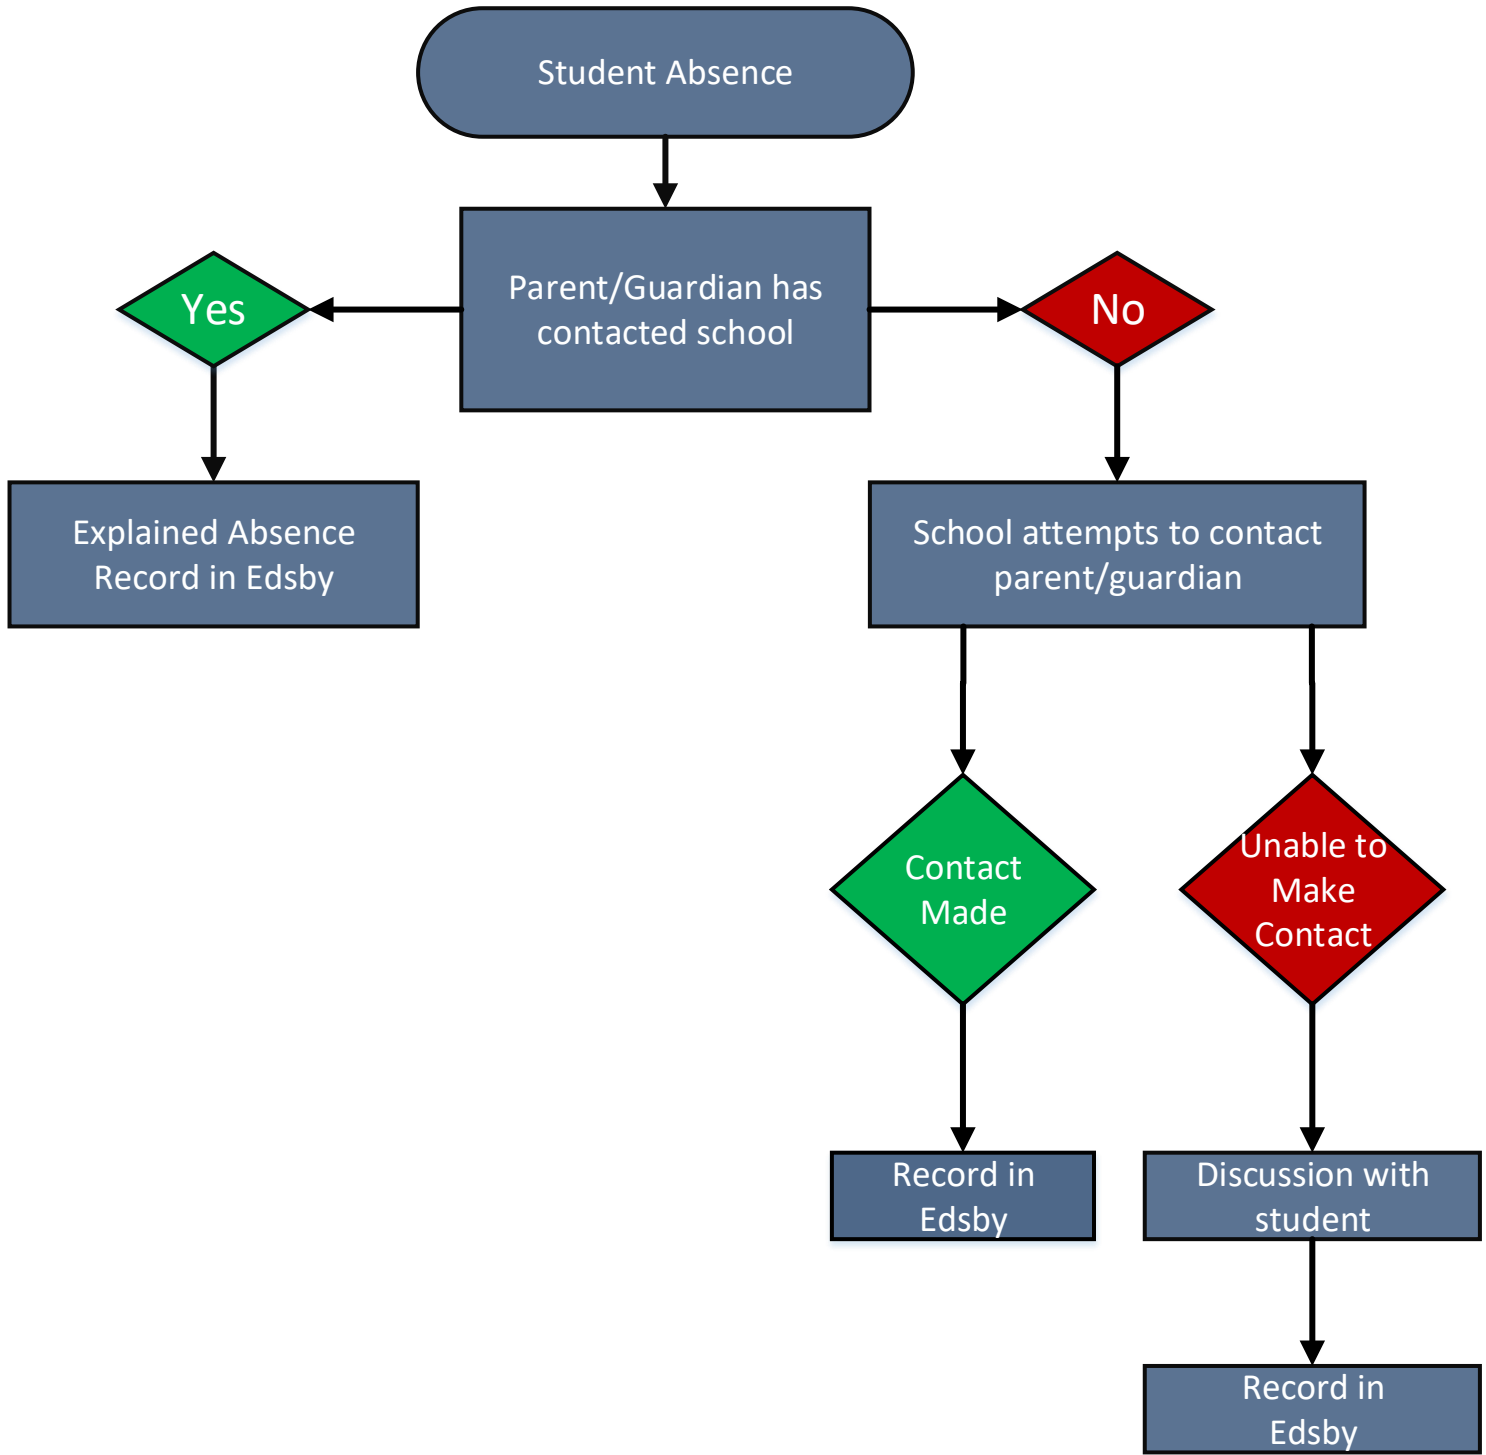 Student Absence
Parent/Guardian has
contacted school
Yes
No
Explained Absence
Record in Edsby
School attempts to contact
parent/guardian
Contact
Made
Unable to
Make
Contact
Record in
Edsby
Discussion with
student
Record in
Edsby